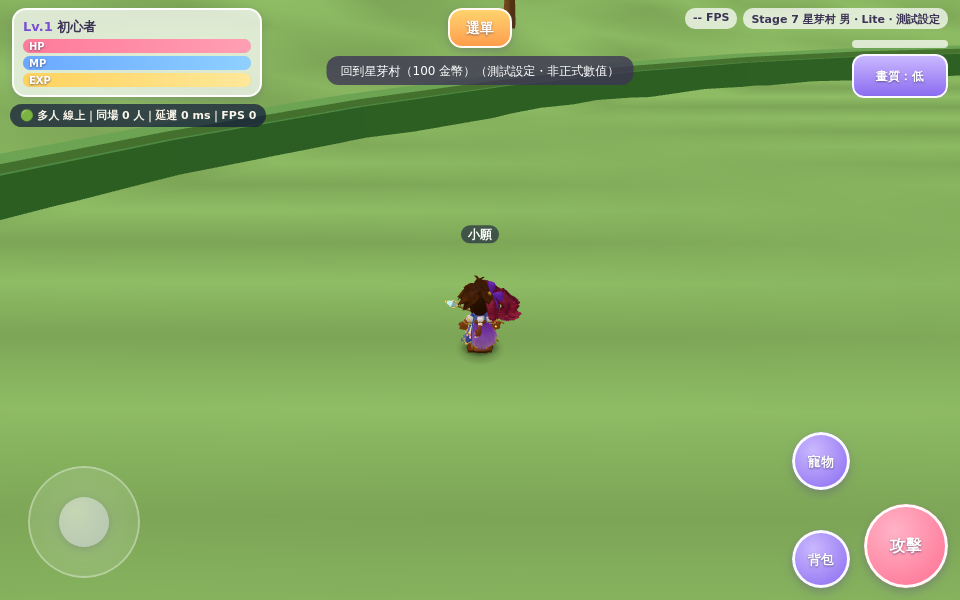 Lv.1 初心者
HP
MP
EXP
🟢 多人 線上 | 同場 0 人 | 延遲 0 ms | FPS 0
選單
回到星芽村（100 金幣）（測試設定・非正式數值）
-- FPS
Stage 7 星芽村 男・Lite・測試設定
畫質：低
小願
寵物
背包
攻擊